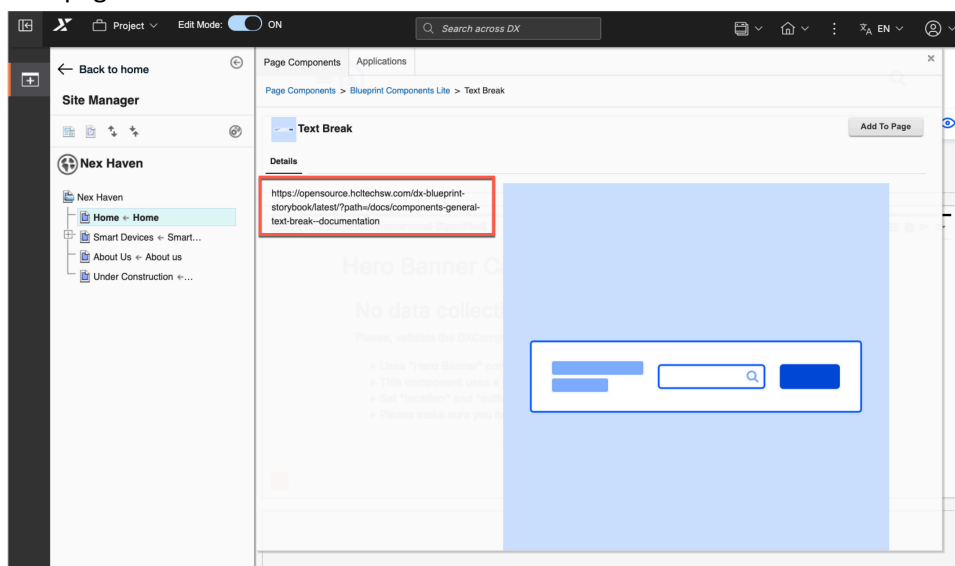 Project
Edit Mode:
ON
Search across DX
EN
Back to home
Site Manager
Nex Haven
Nex Haven
Home ← Home
Smart Devices ← Smart...
About Us ← About us
Under Construction ←...
Page Components
Applications
Page Components > Blueprint Components Lite > Text Break
Text Break
Add To Page
Details
https://opensource.hcltechsw.com/dx-blueprint-
storybook/latest/?path=/docs/components-general-
text-break--documentation
Hero Banner
No data collecti